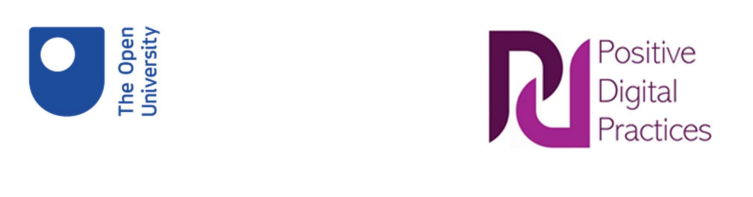 The Open
University
Positive
Digital
Practices